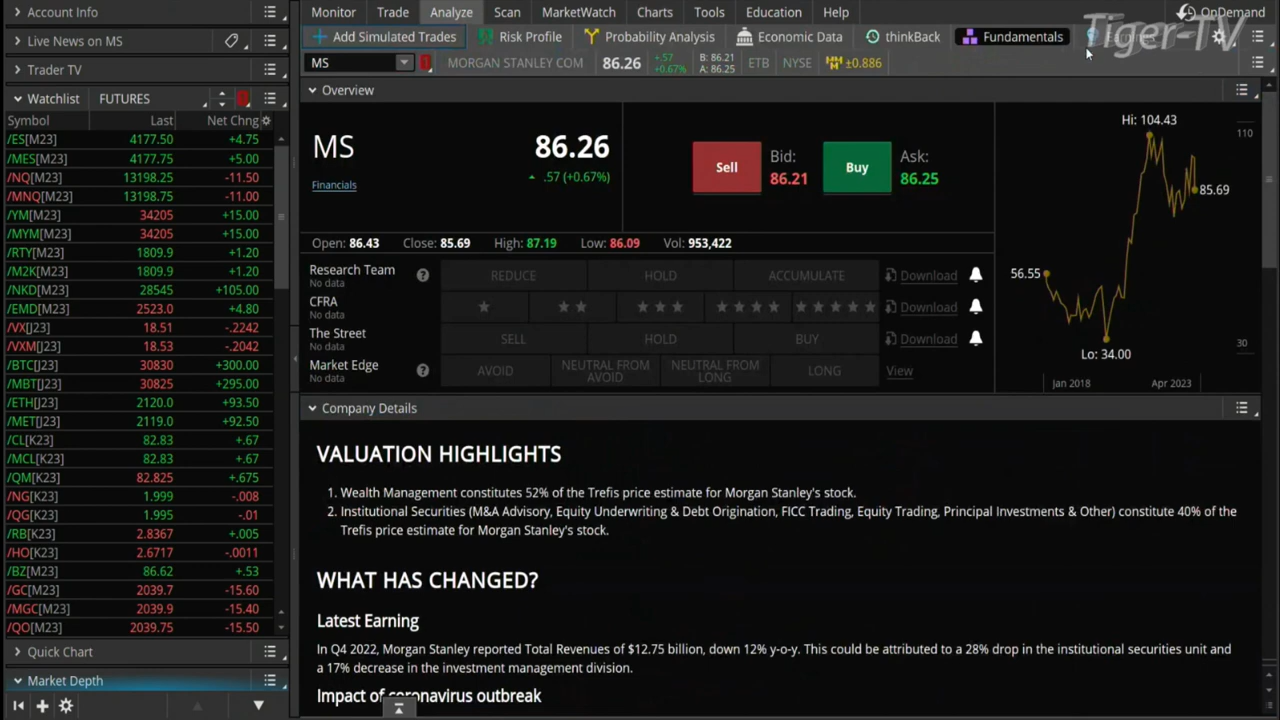 Account Info
Monitor Trade Analyze Scan MarketWatch Charts Tools Education Help OnDemand
Tiger-TV
Live News on MS
Add Simulated Trades Risk Profile Probability Analysis Economic Data thinkBack Fundamentals
Trader TV
MS MORGAN STANLEY COM 86.26 +.57 +0.67% B: 86.21 A: 86.25 ETB NYSE ±0.886
Watchlist FUTURES
Symbol Last Net Chng
/ES[M23] 4177.50 +4.75
/MES[M23] 4177.75 +5.00
/NQ[M23] 13198.25 -11.50
/MNQ[M23] 13198.75 -11.00
/YM[M23] 34205 +15.00
/MYM[M23] 34205 +15.00
/RTY[M23] 1809.9 +1.20
/M2K[M23] 1809.9 +1.20
/NKD[M23] 28545 +105.00
/EMD[M23] 2523.0 +4.80
/VX[J23] 18.51 -.2242
/VXM[J23] 18.53 -.2042
/BTC[J23] 30830 +300.00
/MBT[J23] 30825 +295.00
/ETH[J23] 2120.0 +93.50
/MET[J23] 2119.0 +92.50
/CL[K23] 82.83 +.67
/MCL[K23] 82.83 +.67
/QM[K23] 82.825 +.675
/NG[K23] 1.999 -.008
/QG[K23] 1.995 -.01
/RB[K23] 2.8367 +.005
/HO[K23] 2.6717 -.0011
/BZ[M23] 86.62 +.53
/GC[M23] 2039.7 -15.60
/MGC[M23] 2039.9 -15.40
/QO[M23] 2039.75 -15.50
Quick Chart
Market Depth
Overview
MS 86.26
Financials .57 (+0.67%)
Sell Bid: 86.21 Buy Ask: 86.25
Open: 86.43 Close: 85.69 High: 87.19 Low: 86.09 Vol: 953,422
Research Team No data REDUCE HOLD ACCUMULATE Download
CFRA No data Download
The Street No data SELL HOLD BUY Download
Market Edge No data AVOID NEUTRAL FROM AVOID NEUTRAL FROM LONG LONG View
Hi: 104.43
110
85.69
56.55
30
Lo: 34.00
Jan 2018 Apr 2023
Company Details
VALUATION HIGHLIGHTS
1. Wealth Management constitutes 52% of the Trefis price estimate for Morgan Stanley's stock.
2. Institutional Securities (M&A Advisory, Equity Underwriting & Debt Origination, FICC Trading, Equity Trading, Principal Investments & Other) constitute 40% of the
Trefis price estimate for Morgan Stanley's stock.
WHAT HAS CHANGED?
Latest Earning
In Q4 2022, Morgan Stanley reported Total Revenues of $12.75 billion, down 12% y-o-y. This could be attributed to a 28% drop in the institutional securities unit and
a 17% decrease in the investment management division.
Impact of coronavirus outbreak